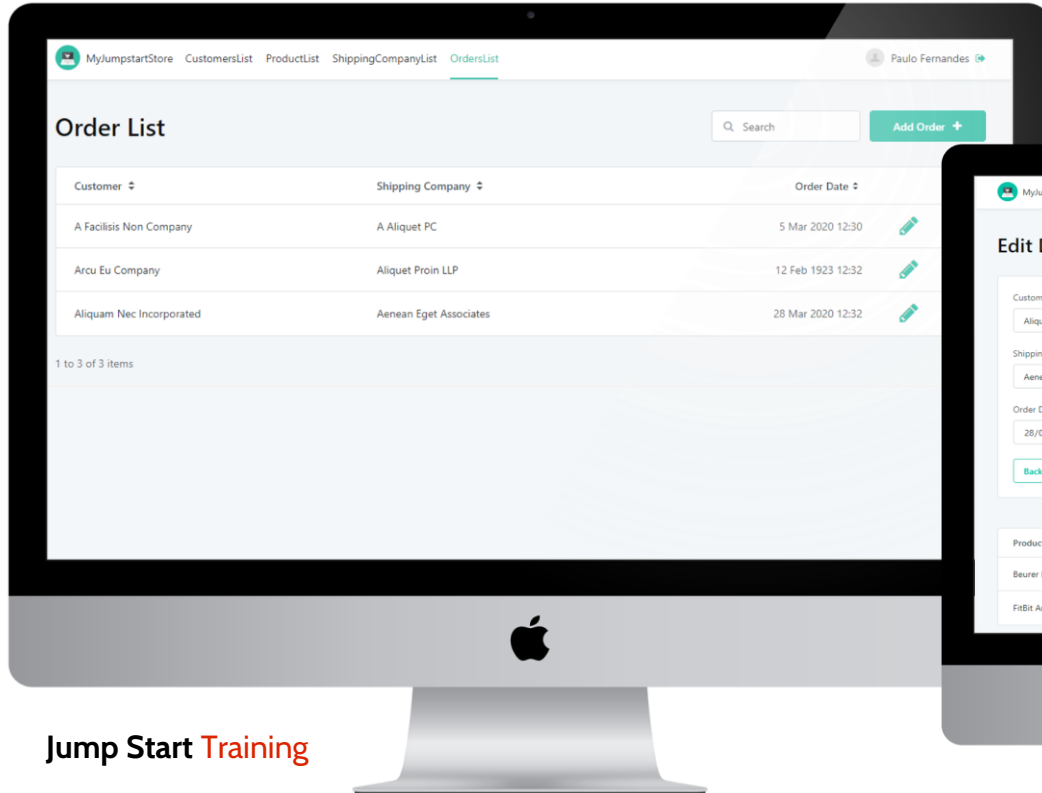 MyJumpstartStore CustomersList ProductList ShippingCompanyList OrdersList Paulo Fernandes
Order List
Search
Add Order +
Customer Shipping Company Order Date
A Facilisis Non Company A Aliquet PC 5 Mar 2020 12:30
Arcu Eu Company Aliquet Proin LLP 12 Feb 1923 12:32
Aliquam Nec Incorporated Aenean Eget Associates 28 Mar 2020 12:32
1 to 3 of 3 items
Edit
Back
Beurer
FitBit
Jump Start Training